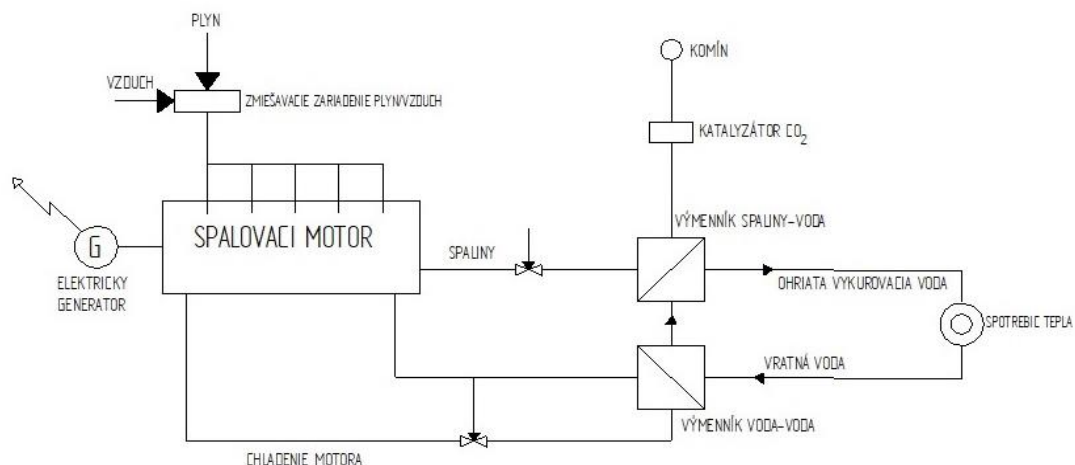 PLYN
KOMÍN
VZDUCH
ZMIEŠAVACIE ZARIADENIE PLYN/VZDUCH
KATALYZÁTOR CO₂
SPALOVACI MOTOR
VÝMENNÍK SPALINY-VODA
G
SPALINY
ELEKTRICKY
GENERATOR
OHRIATA VYKUROVACIA VODA
SPOTREBIC TEPLA
VRATNÁ VODA
VÝMENNÍK VODA-VODA
CHLADENIE MOTORA